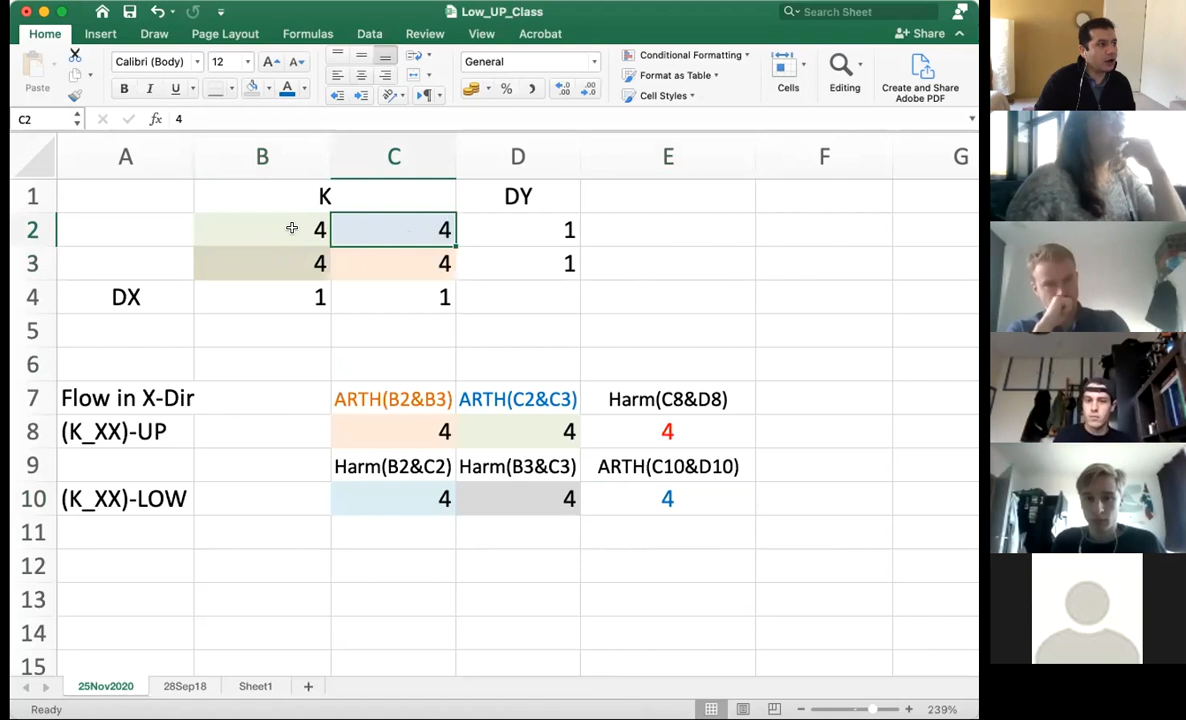 Low_UP_Class
Search Sheet
Home Insert Draw Page Layout Formulas Data Review View Acrobat Share
Paste Calibri (Body) 12 A A General Conditional Formatting Format as Table Cell Styles Cells Editing Create and Share Adobe PDF
B I U A % .0 .00
C2 fx 4
A B C D E F G
1 K DY
2 4 4 1
3 4 4 1
4 DX 1 1
5
6
7 Flow in X-Dir ARTH(B2&B3) ARTH(C2&C3) Harm(C8&D8)
8 (K_XX)-UP 4 4 4
9 Harm(B2&C2) Harm(B3&C3) ARTH(C10&D10)
10 (K_XX)-LOW 4 4 4
11
12
13
14
15
25Nov2020 28Sep18 Sheet1
Ready 239%